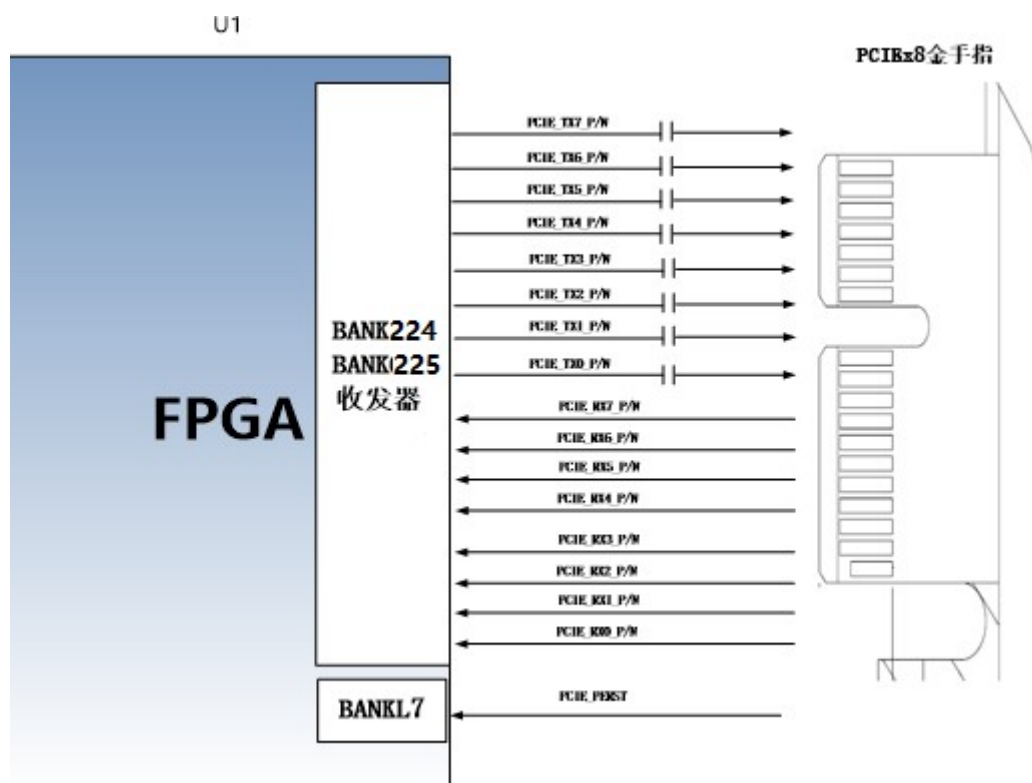 U1
PCIEx8金手指
PCIE_TX7_P/N
PCIE_TX6_P/N
PCIE_TX5_P/N
PCIE_TX4_P/N
PCIE_TX3_P/N
PCIE_TX2_P/N
PCIE_TX1_P/N
PCIE_TX0_P/N
BANK224
BANK225
收发器
FPGA
PCIE_RX7_P/N
PCIE_RX6_P/N
PCIE_RX5_P/N
PCIE_RX4_P/N
PCIE_RX3_P/N
PCIE_RX2_P/N
PCIE_RX1_P/N
PCIE_RX0_P/N
BANKL7
PCIE_PERST